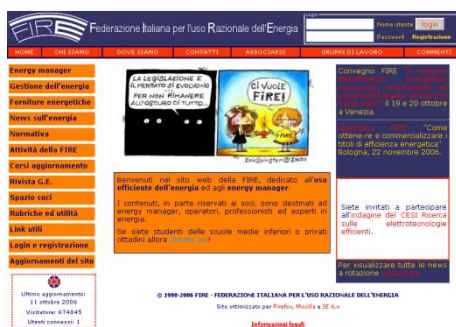 Login
FIRE
Federazione Italiana per l'uso Razionale dell'Energia
Nome utente
login
Password
Registrazione
HOME
CHI SIAMO
DOVE SIAMO
CONTATTI
ASSOCIARSI
GRUPPI DI LAVORO
COMMENTI
Energy manager
Gestione dell'energia
Forniture energetiche
News sull'energia
Normativa
Attività della FIRE
Corsi aggiornamento
Rivista G.E.
Spazio soci
Rubriche ed utilità
Link utili
Login e registrazione
Aggiornamenti del sito
Ultimo aggiornamento:
11 ottobre 2006
Visitatore: 674845
Utenti connessi: 1
LA LEGISLAZIONE E
IL MERCATO SI EVOLVONO
PER NON RIMANERE
ALL'OSCURO DI TUTTO...
CI VUOLE
FIRE!
Benvenuti nel sito web della FIRE, dedicato all'uso
efficiente dell'energia ed agli energy manager.
I contenuti, in parte riservati ai soci, sono destinati ad
energy manager, operatori, professionisti ed esperti in
energia.
Se siete studenti delle scuole medie inferiori o privati
cittadini allora cliccate qui!
Convegno FIRE
il 19 e 20 ottobre
a Venezia.
Convegno FIRE "Come
ottenere e commercializzare i
titoli di efficienza energetica"
Bologna, 22 novembre 2006.
Siete invitati a partecipare
all'indagine del CESI Ricerca
sulle elettrotecnologie
efficienti.
Per visualizzare tutte le news
a rotazione
© 1998-2006 FIRE - FEDERAZIONE ITALIANA PER L'USO RAZIONALE DELL'ENERGIA
Sito ottimizzato per Firefox, Mozilla e IE 6.x
Informazioni legali